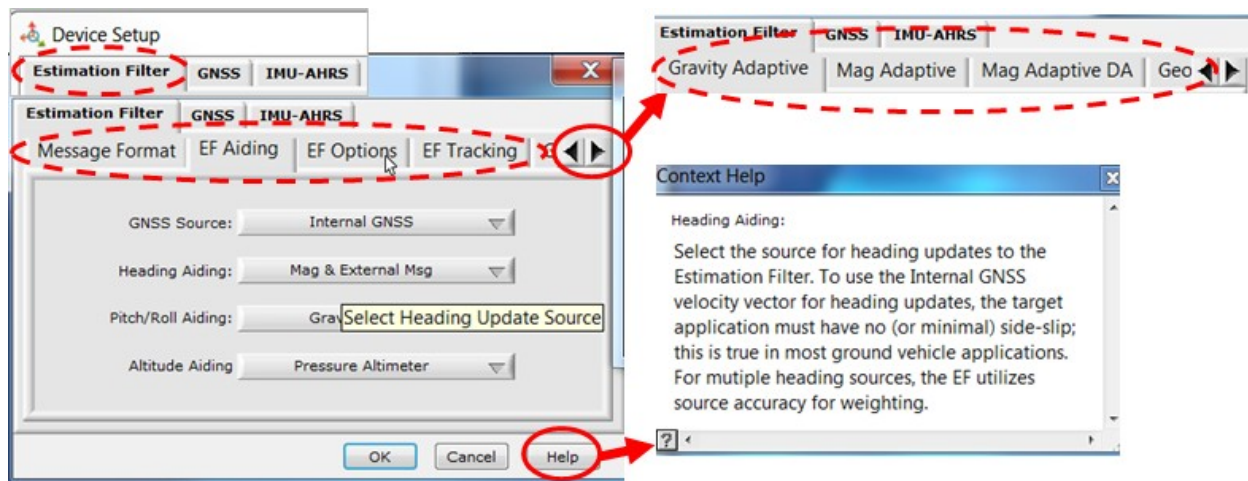 Device Setup
Estimation Filter GNSS IMU-AHRS
Estimation Filter GNSS IMU-AHRS
Message Format EF Aiding EF Options EF Tracking
GNSS Source: Internal GNSS
Heading Aiding: Mag & External Msg
Pitch/Roll Aiding:
Select Heading Update Source
Altitude Aiding Pressure Altimeter
OK Cancel Help
Estimation Filter GNSS IMU-AHRS
Gravity Adaptive Mag Adaptive Mag Adaptive DA Geo
Context Help
Heading Aiding:
Select the source for heading updates to the
Estimation Filter. To use the Internal GNSS
velocity vector for heading updates, the target
application must have no (or minimal) side-slip;
this is true in most ground vehicle applications.
For mutiple heading sources, the EF utilizes
source accuracy for weighting.
?